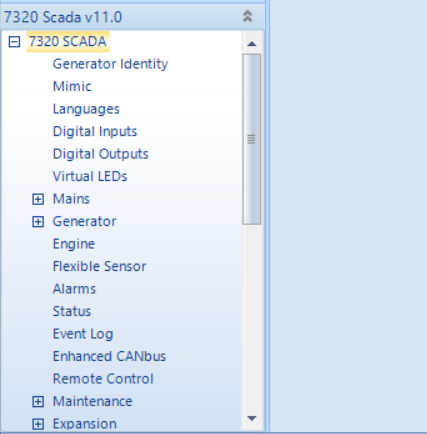 7320 Scada v11.0
7320 SCADA
Generator Identity
Mimic
Languages
Digital Inputs
Digital Outputs
Virtual LEDs
Mains
Generator
Engine
Flexible Sensor
Alarms
Status
Event Log
Enhanced CANbus
Remote Control
Maintenance
Expansion